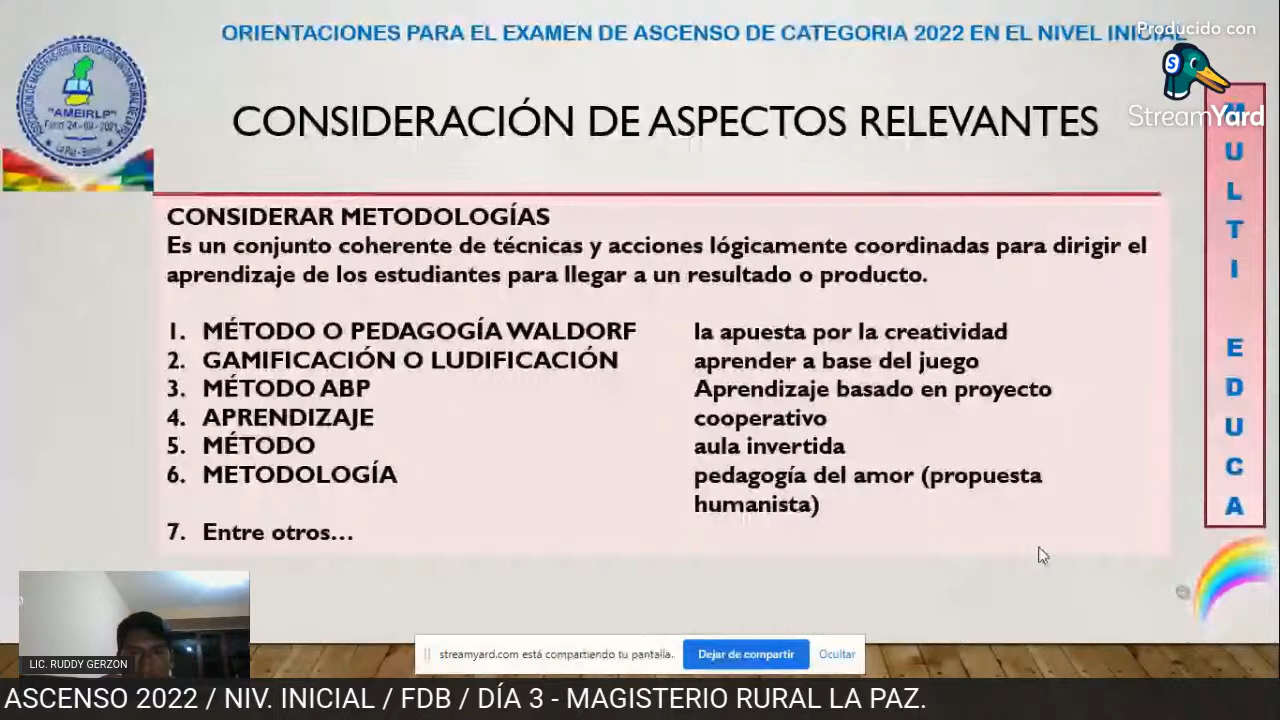 ORIENTACIONES PARA EL EXAMEN DE ASCENSO DE CATEGORIA 2022 EN EL NIVEL INICIAL
Producido con
StreamYard
"AMEIRLP"
La Paz - Bolivia
CONSIDERACIÓN DE ASPECTOS RELEVANTES
MULTI EDUCA
CONSIDERAR METODOLOGÍAS
Es un conjunto coherente de técnicas y acciones lógicamente coordinadas para dirigir el
aprendizaje de los estudiantes para llegar a un resultado o producto.
1. MÉTODO O PEDAGOGÍA WALDORF la apuesta por la creatividad
2. GAMIFICACIÓN O LUDIFICACIÓN aprender a base del juego
3. MÉTODO ABP Aprendizaje basado en proyecto
4. APRENDIZAJE cooperativo
5. MÉTODO aula invertida
6. METODOLOGÍA pedagogía del amor (propuesta
humanista)
7. Entre otros...
LIC. RUDDY GERZON
streamyard.com está compartiendo tu pantalla.
Dejar de compartir
Ocultar
ASCENSO 2022 / NIV. INICIAL / FDB / DÍA 3 - MAGISTERIO RURAL LA PAZ.